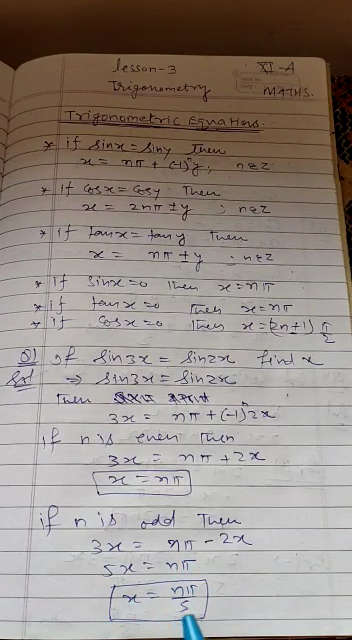 lesson-3 XI-A
Trigonometry MATHS.
Trigonometric Equations.
* if sinx = siny Then
x = nπ + (-1)ⁿy, n∈Z
* if cosx = cosy Then
x = 2nπ ± y ; n∈Z
* if tanx = tany Then
x = nπ + y . n∈Z
* if sinx=0 Then x=nπ
* if tanx=0 Then x=nπ
* if cosx=0 Then x=(2n+1)π/2
Q1 If sin3x = sin2x find x
Sol ⇒ sin3x = sin2x
Then
3x = nπ + (-1)ⁿ2x
if n is even Then
3x = nπ + 2x
x = nπ
if n is odd Then
3x = nπ - 2x
5x = nπ
x = nπ/5